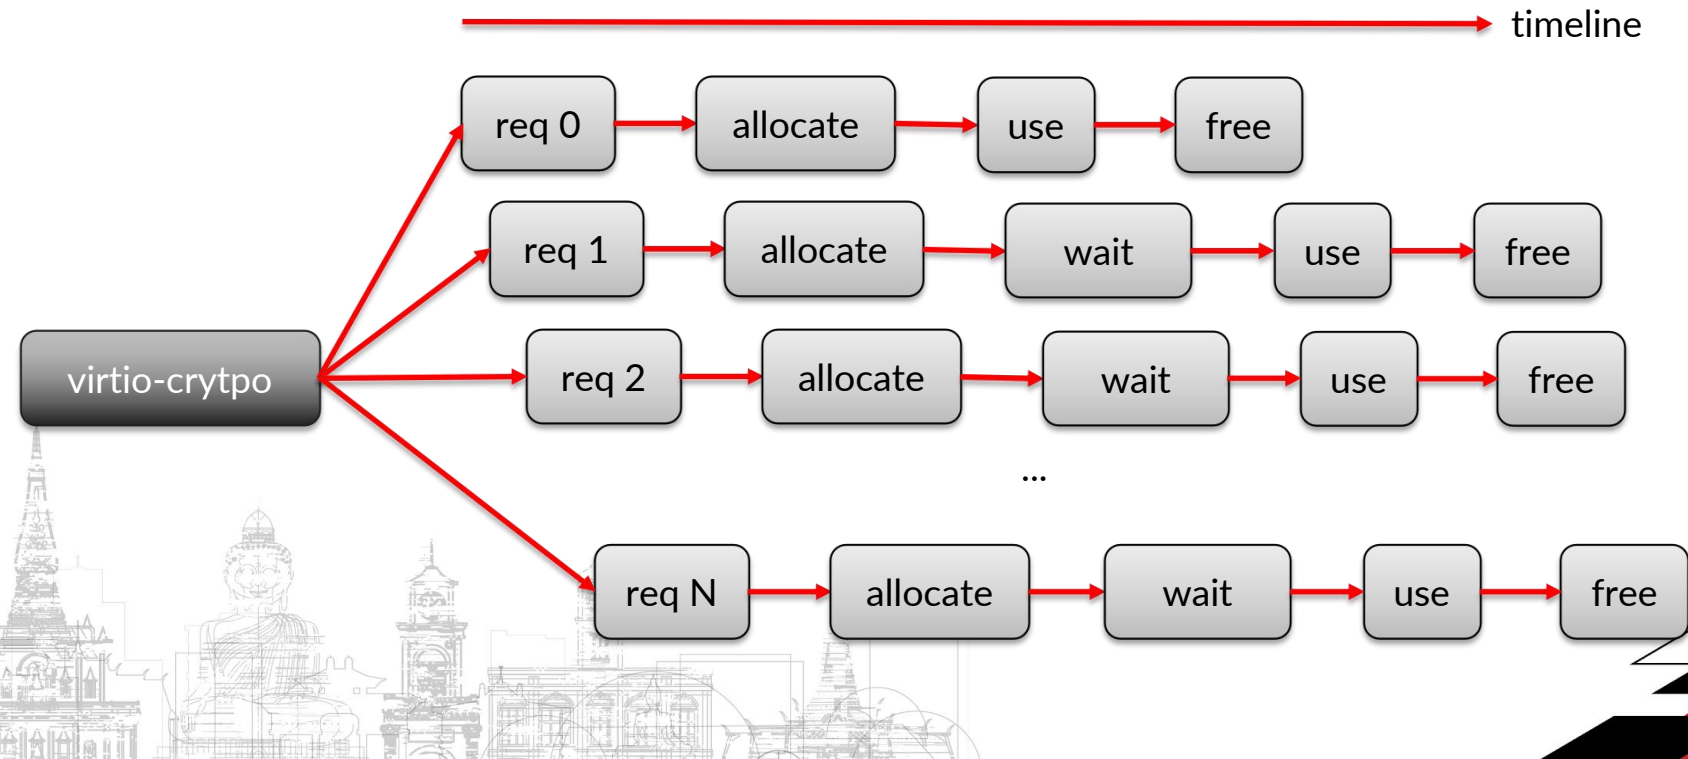 timeline
req 0 allocate use free
req 1 allocate wait use free
virtio-crytpo req 2 allocate wait use free
...
req N allocate wait use free